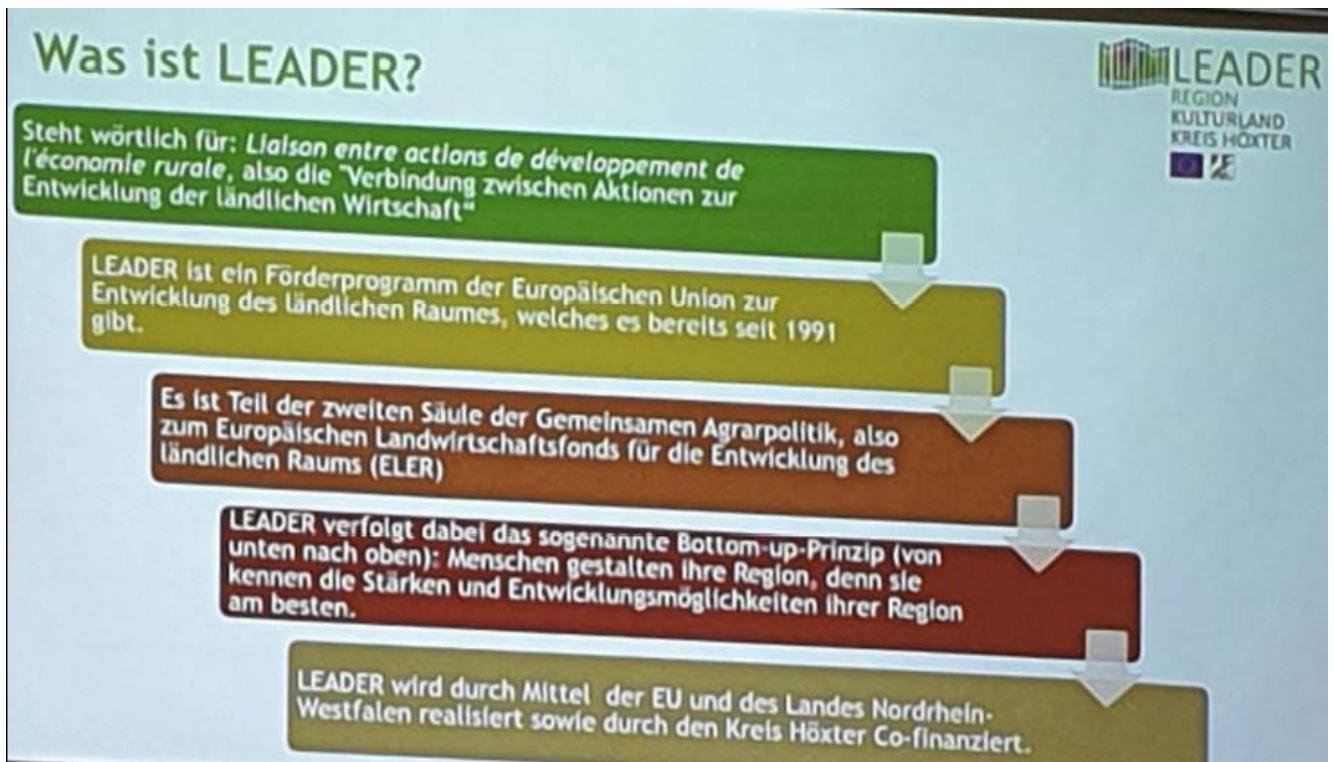 Was ist LEADER?
LEADER
REGION
KULTURLAND
KREIS HÖXTER
Steht wörtlich für: Liaison entre actions de développement de
l'économie rurale, also die "Verbindung zwischen Aktionen zur
Entwicklung der ländlichen Wirtschaft“
LEADER ist ein Förderprogramm der Europäischen Union zur
Entwicklung des ländlichen Raumes, welches es bereits seit 1991
gibt.
Es ist Teil der zweiten Säule der Gemeinsamen Agrarpolitik, also
zum Europäischen Landwirtschaftsfonds für die Entwicklung des
ländlichen Raums (ELER)
LEADER verfolgt dabei das sogenannte Bottom-up-Prinzip (von
unten nach oben): Menschen gestalten ihre Region, denn sie
kennen die Stärken und Entwicklungsmöglichkeiten ihrer Region
am besten.
LEADER wird durch Mittel der EU und des Landes Nordrhein-
Westfalen realisiert sowie durch den Kreis Höxter Co-finanziert.